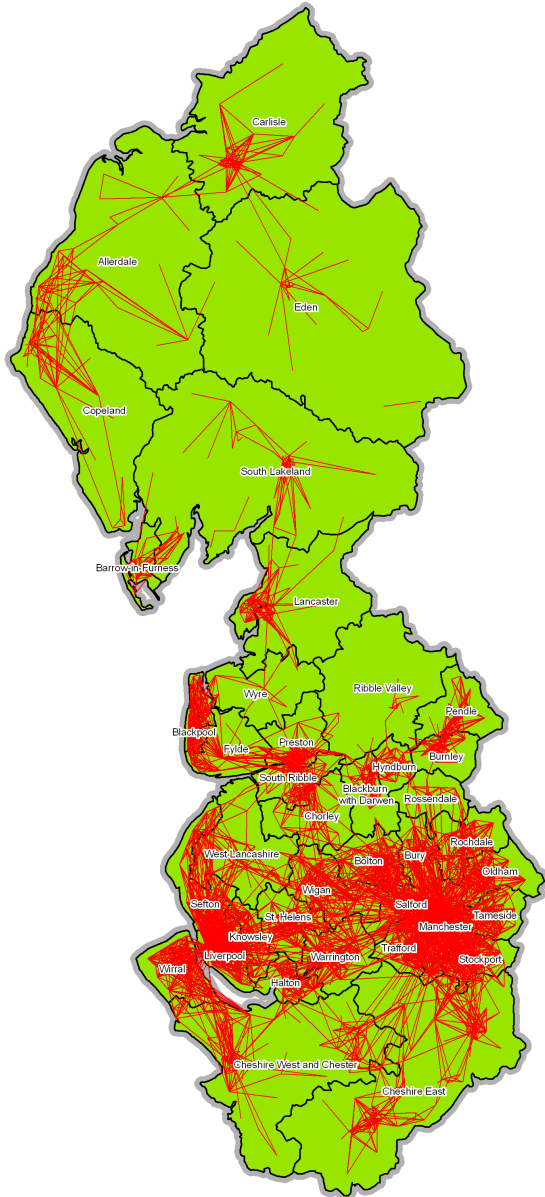 Carlisle
Allerdale
Eden
Copeland
South Lakeland
Barrow-in-Furness
Lancaster
Ribble Valley
Wyre
Pendle
Blackpool
Preston
Fylde
Burnley
Hyndburn
South Ribble
Blackburn
with Darwen
Rossendale
Chorley
Rochdale
West Lancashire
Bury
Bolton
Oldham
Wigan
Sefton
Salford
St. Helens
Tameside
Manchester
Knowsley
Trafford
Liverpool
Warrington
Stockport
Wirral
Halton
Cheshire West and Chester
Cheshire East